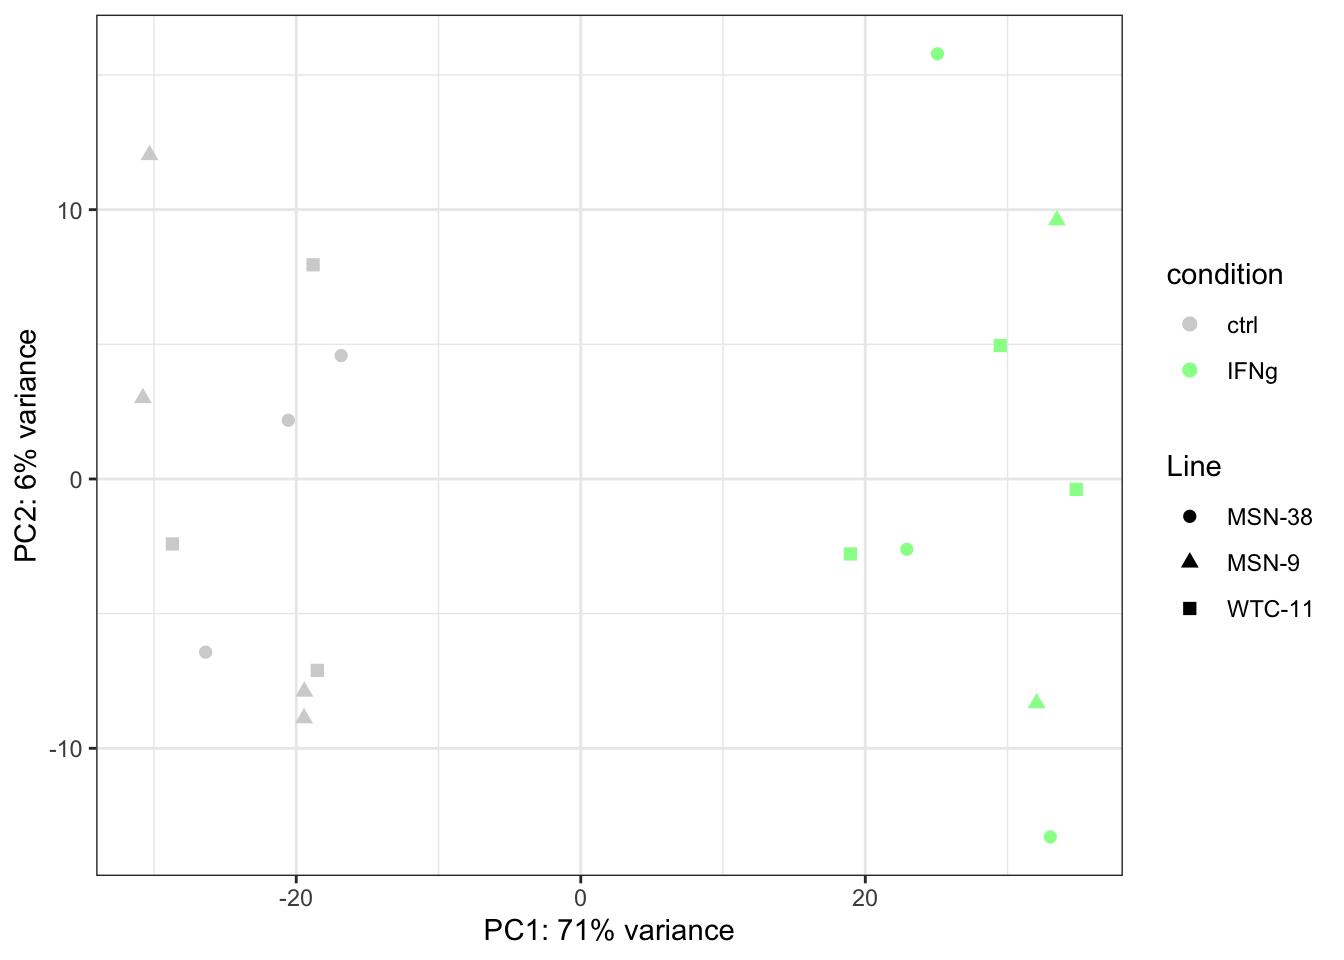 10
0
-10
PC2: 6% variance
-20
0
20
PC1: 71% variance
condition
ctrl
IFNg
Line
MSN-38
MSN-9
WTC-11